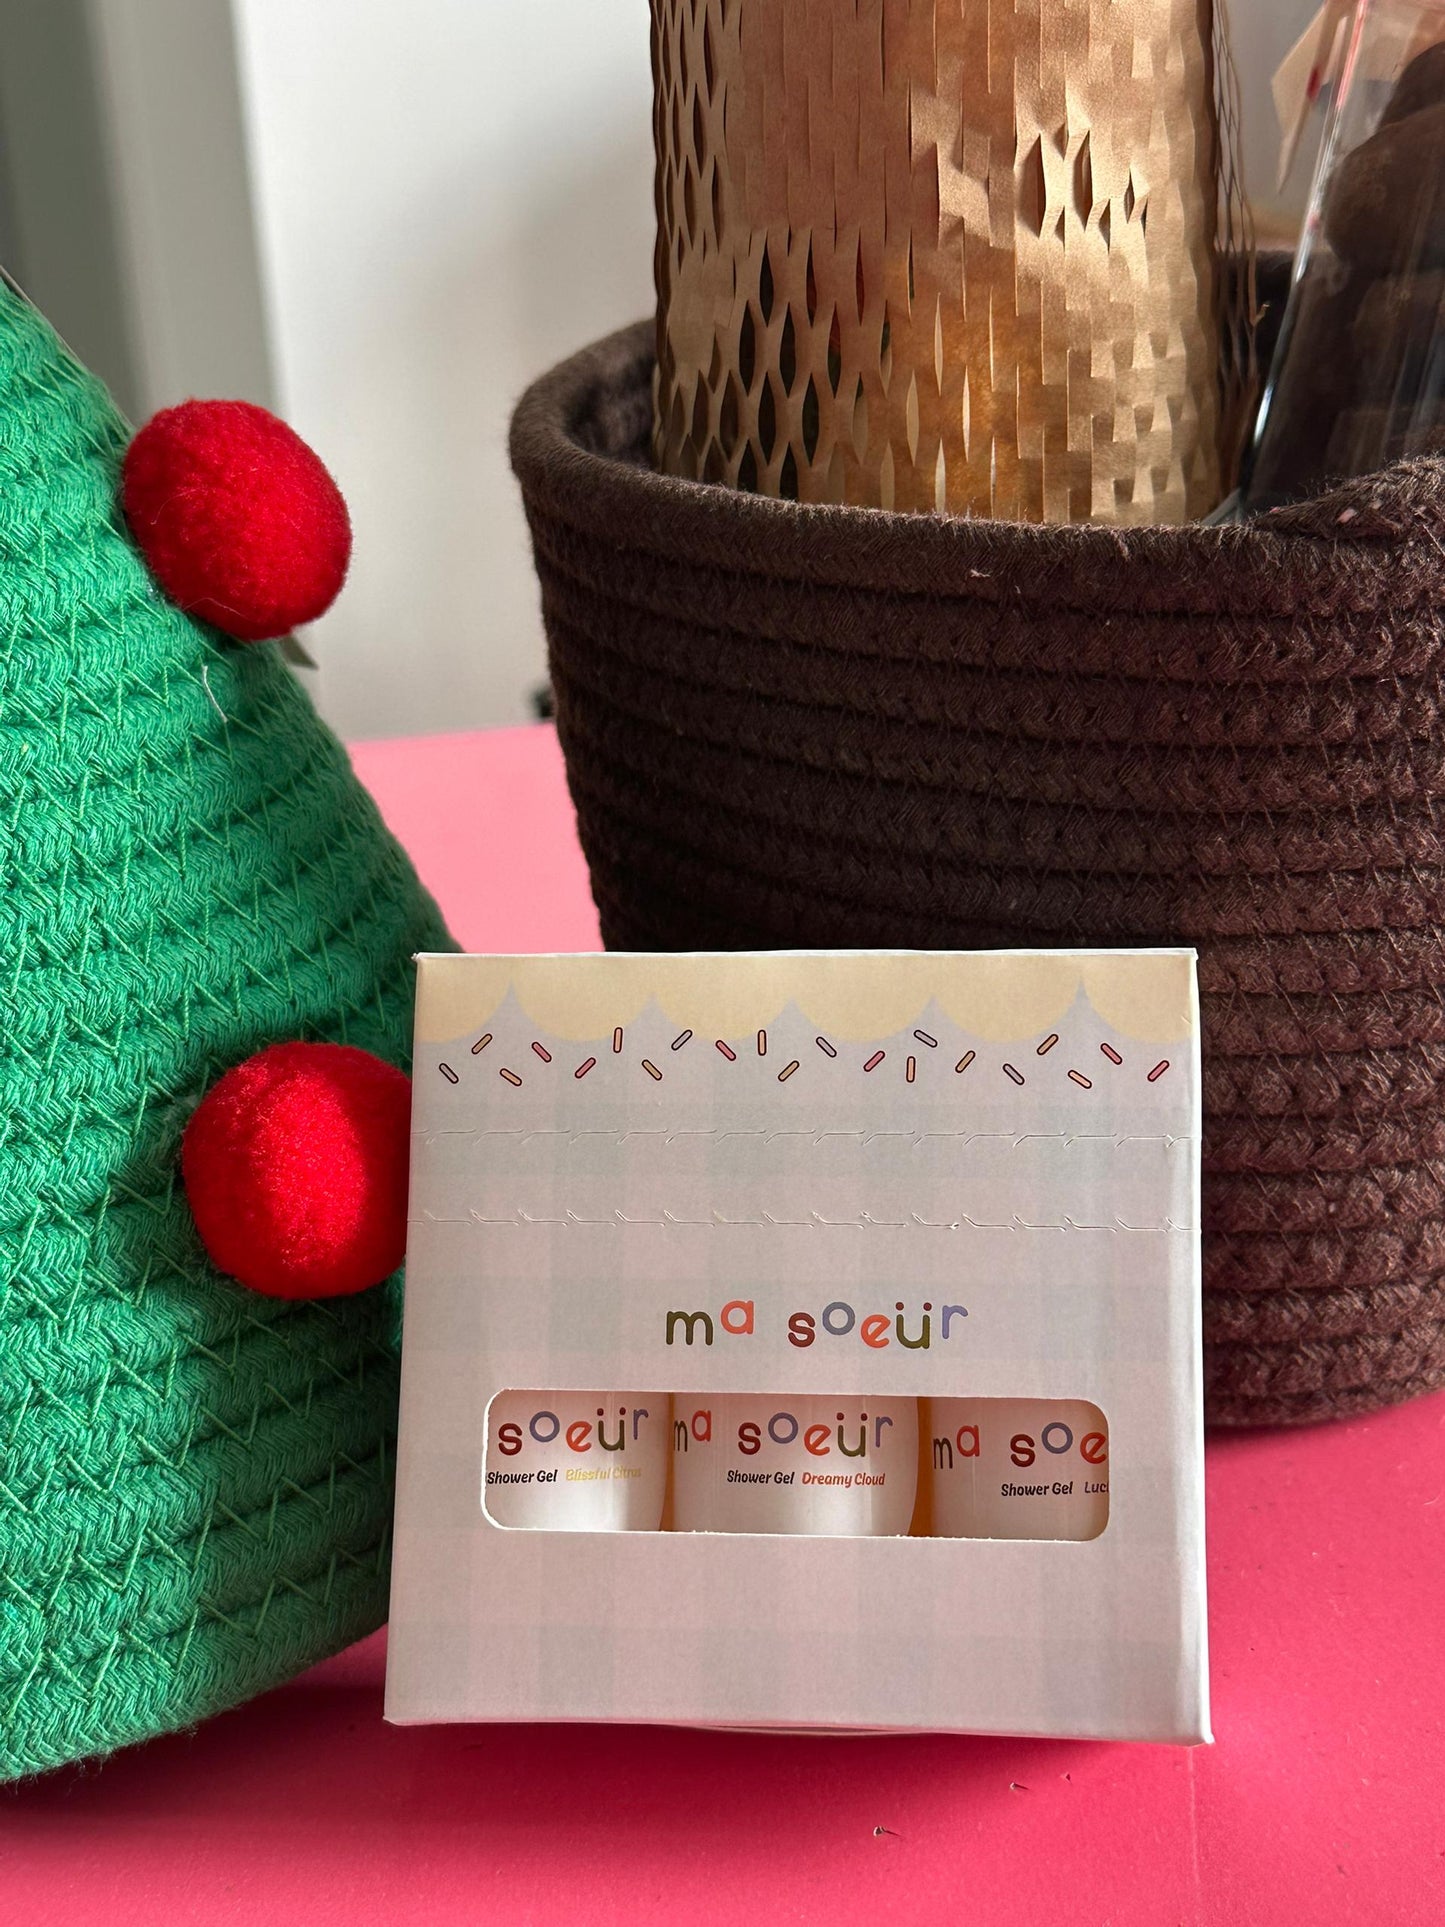 ma soeür
soeür
Shower Gel Blissful Citrus
ma soeür
Shower Gel Dreamy Cloud
ma soe
Shower Gel